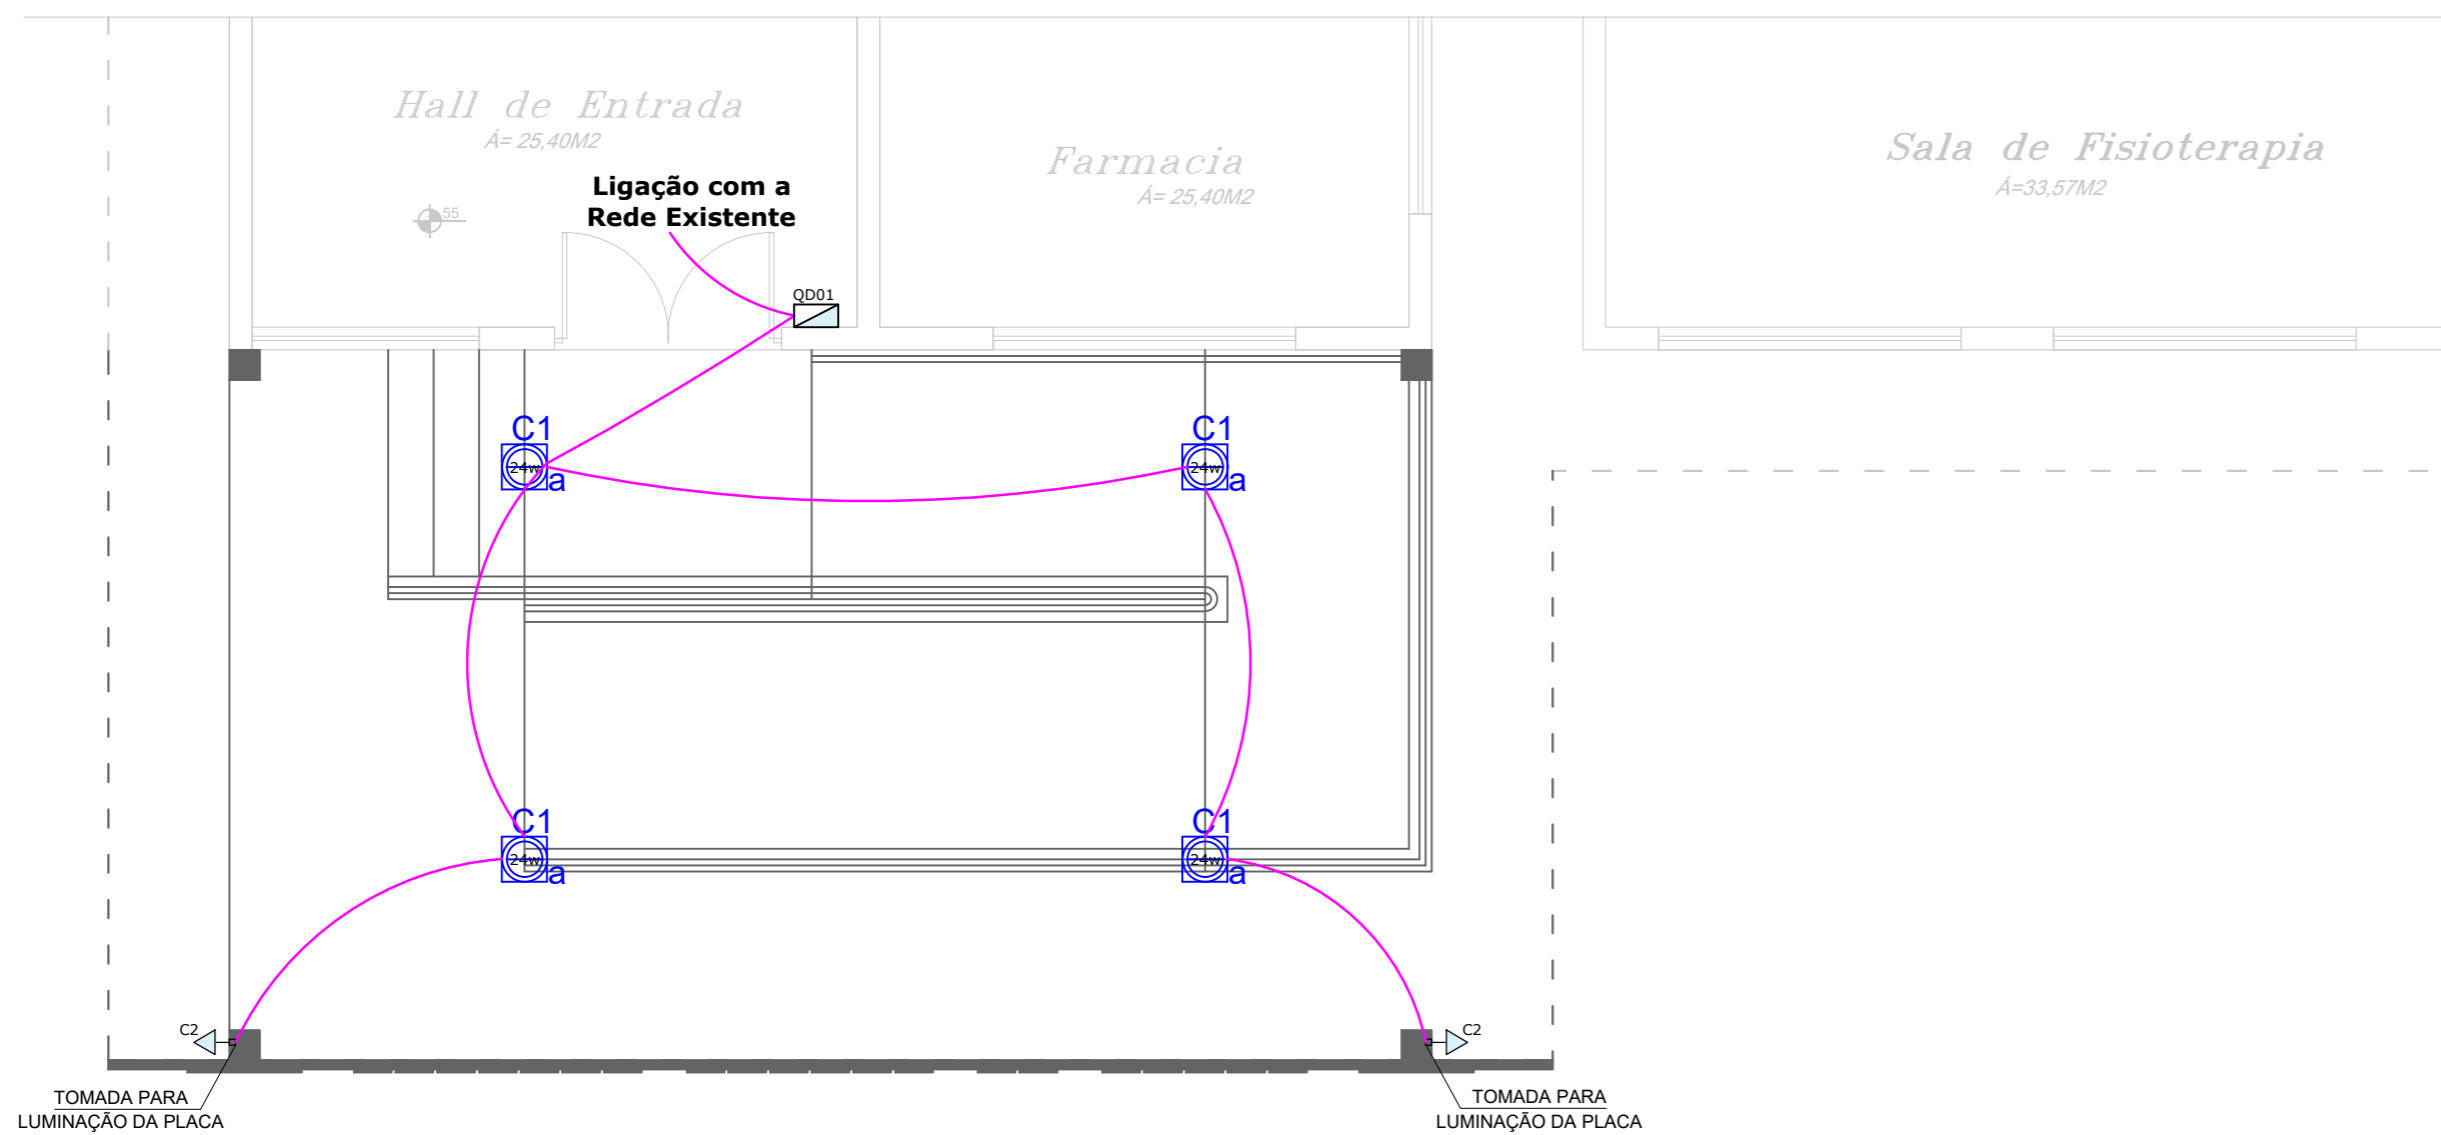 Hall de Entrada
Á= 25,40M2
Farmacia
Á= 25,40M2
Sala de Fisioterapia
Á=33,57M2
Ligação com a
Rede Existente
55
QD01
C1
24w
a
C1
24w
a
C1
24w
a
C1
24w
a
C2
C2
TOMADA PARA
LUMINAÇÃO DA PLACA
TOMADA PARA
LUMINAÇÃO DA PLACA